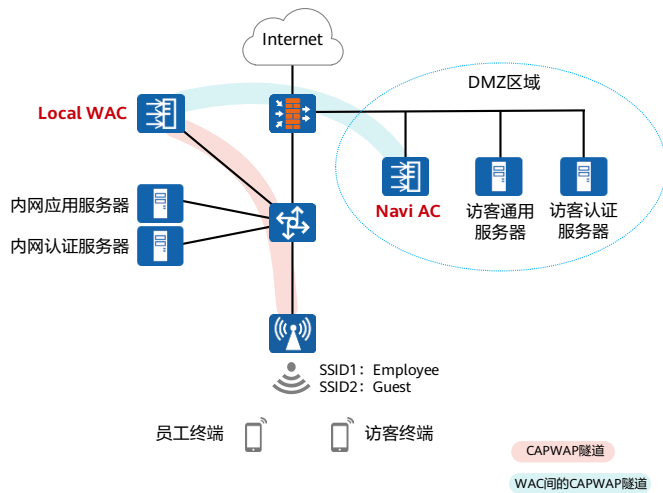 Internet
DMZ区域
Local WAC
Navi AC
访客通用
服务器
访客认证
服务器
内网应用服务器
内网认证服务器
SSID1：Employee
SSID2：Guest
员工终端
访客终端
CAPWAP隧道
WAC间的CAPWAP隧道